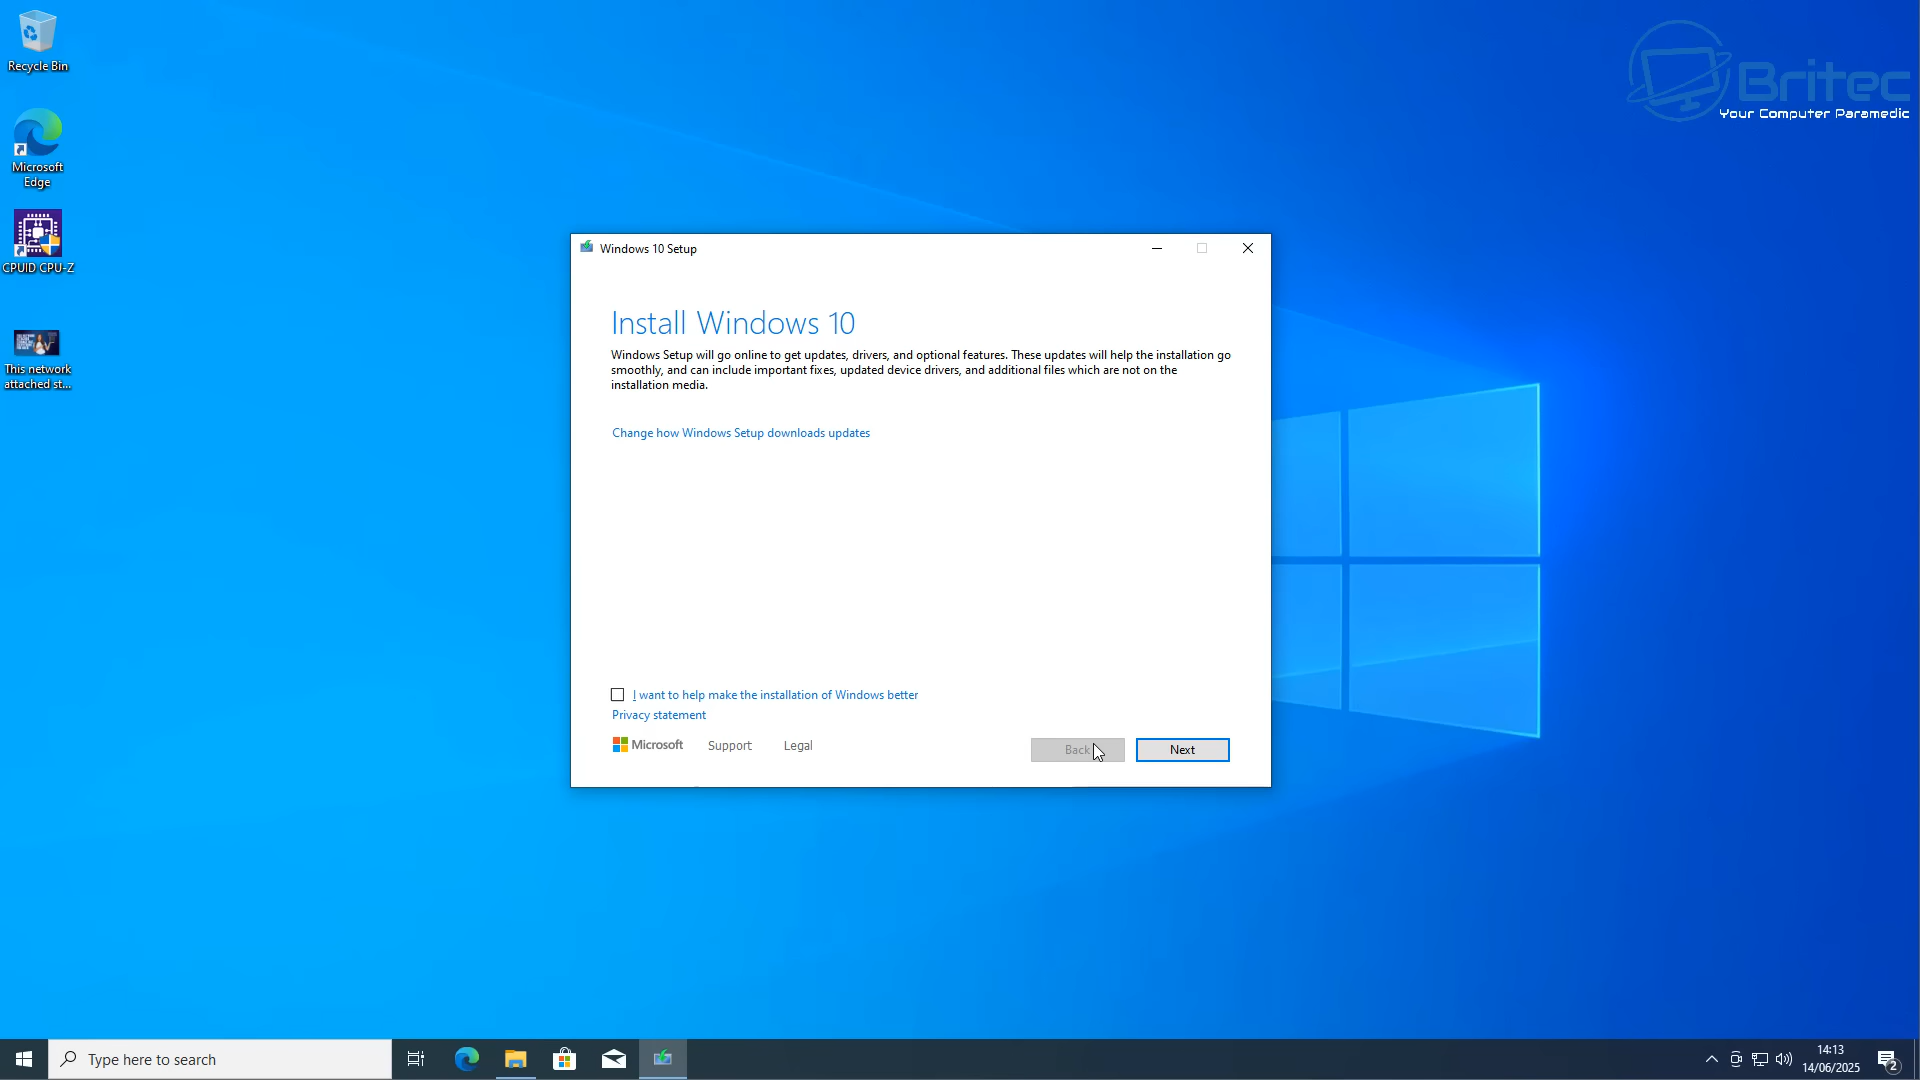 Recycle Bin
Microsoft
Edge
CPUID CPU-Z
This network
attached st...
Britec
Your Computer Paramedic
Windows 10 Setup
Install Windows 10
Windows Setup will go online to get updates, drivers, and optional features. These updates will help the installation go
smoothly, and can include important fixes, updated device drivers, and additional files which are not on the
installation media.
Change how Windows Setup downloads updates
I want to help make the installation of Windows better
Privacy statement
Microsoft
Support
Legal
Back
Next
Type here to search
14:13
14/06/2025
2